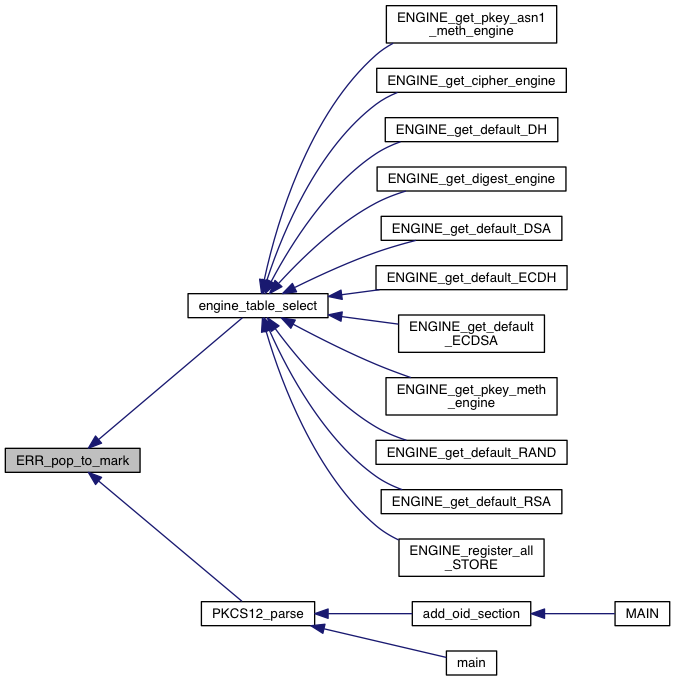 ENGINE_get_pkey_asn1
_meth_engine
ENGINE_get_cipher_engine
ENGINE_get_default_DH
ENGINE_get_digest_engine
ENGINE_get_default_DSA
ENGINE_get_default_ECDH
engine_table_select
ENGINE_get_default
_ECDSA
ENGINE_get_pkey_meth
_engine
ENGINE_get_default_RAND
ERR_pop_to_mark
ENGINE_get_default_RSA
ENGINE_register_all
_STORE
PKCS12_parse
add_oid_section
MAIN
main